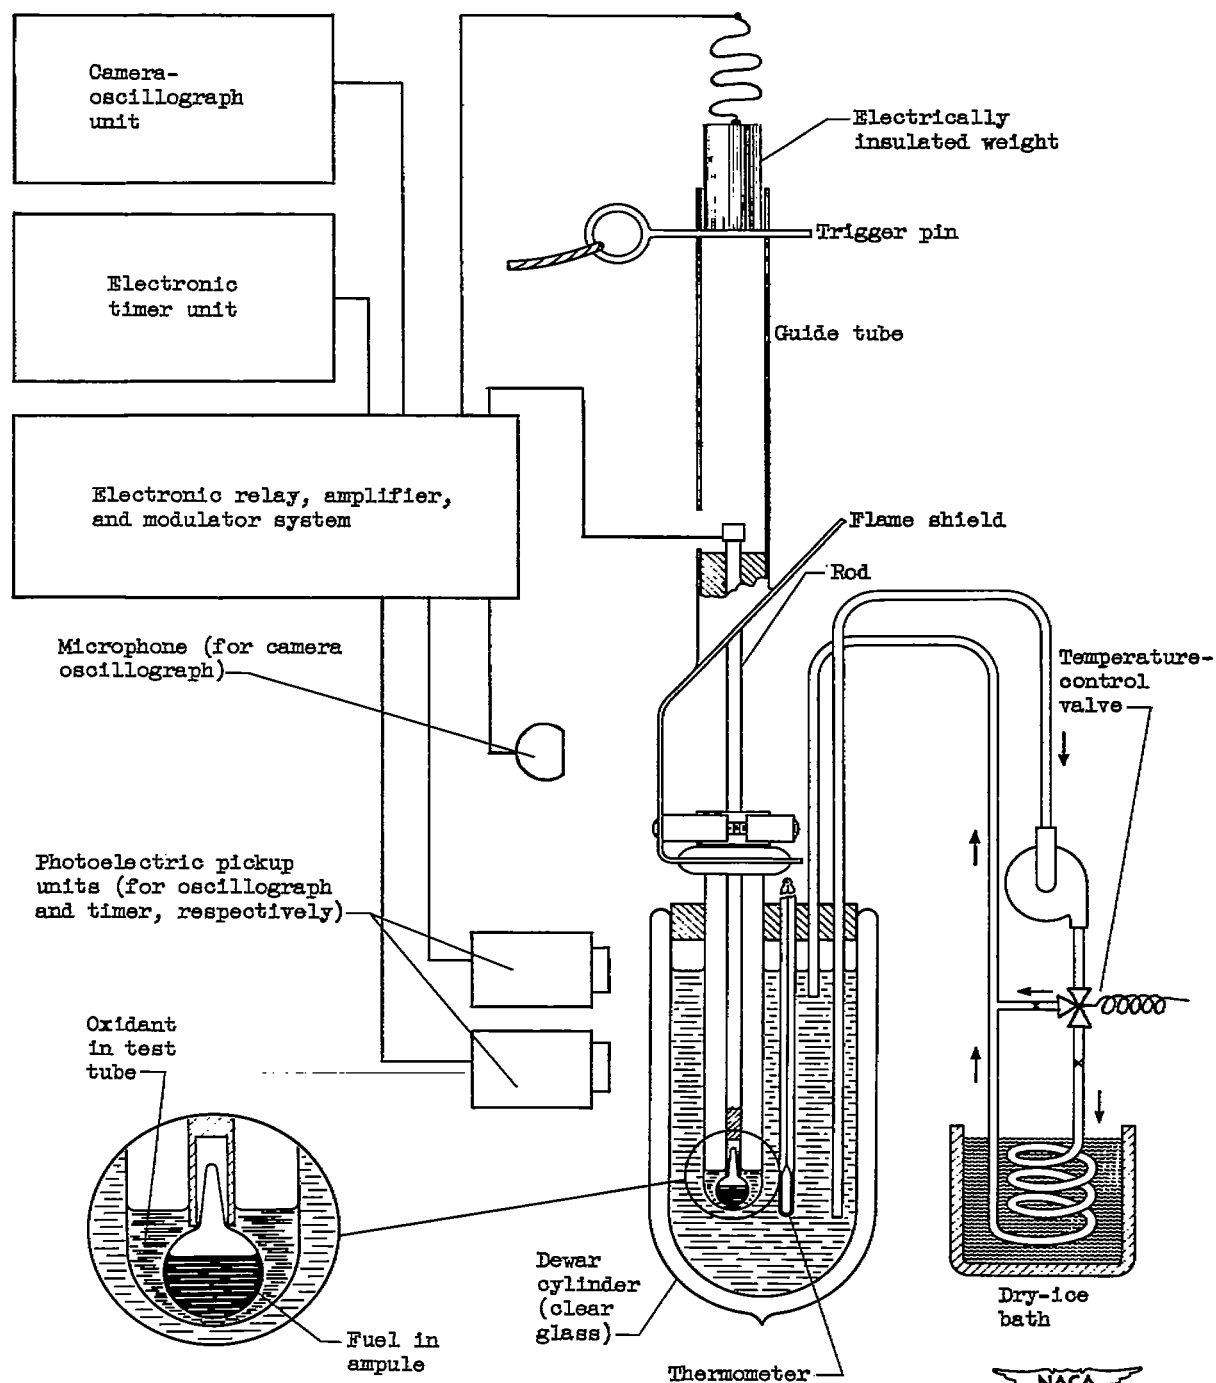 Camera-
oscillograph
unit
Electrically
insulated weight
Trigger pin
Electronic
timer unit
Guide tube
Electronic relay, amplifier,
and modulator system
Flame shield
Rod
Microphone (for camera
oscillograph)
Temperature-
control
valve
Photoelectric pickup
units (for oscillograph
and timer, respectively)
Oxidant
in test
tube
Dewar
cylinder
(clear
glass)
Dry-ice
bath
Fuel in
ampule
Thermometer
NACA